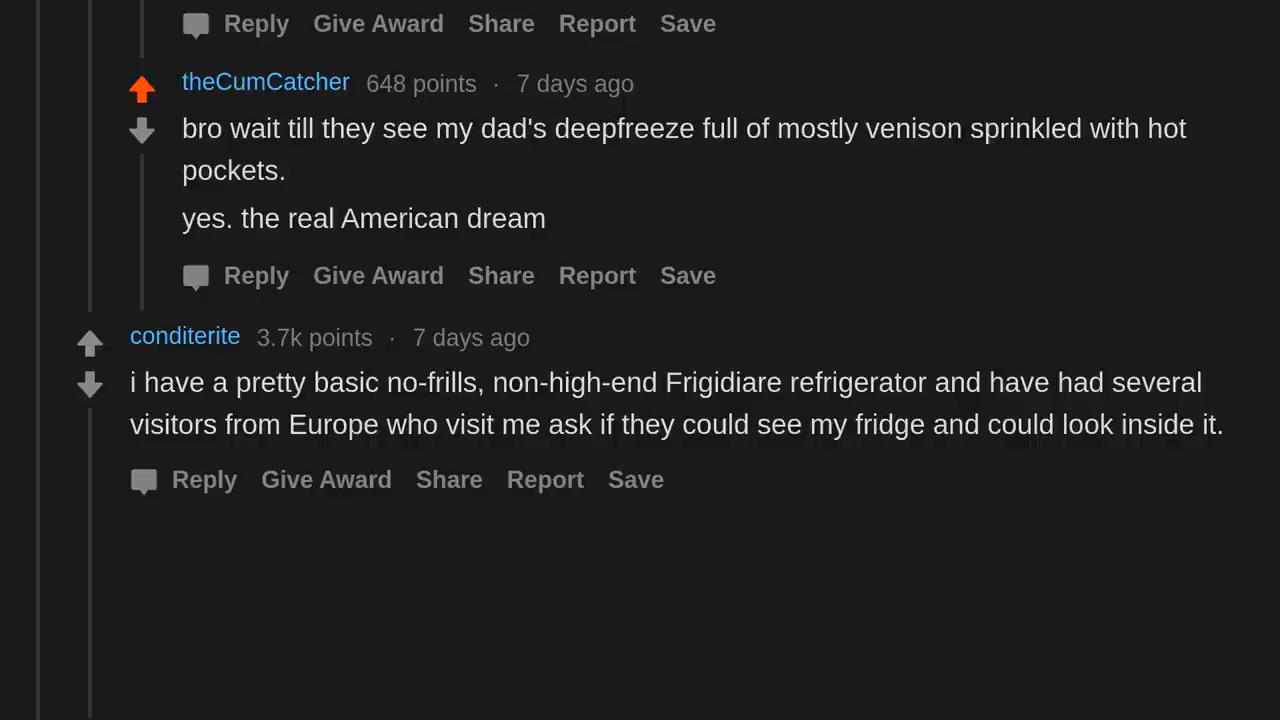 Reply Give Award Share Report Save
theCumCatcher 648 points · 7 days ago
bro wait till they see my dad's deepfreeze full of mostly venison sprinkled with hot
pockets.
yes. the real American dream
Reply Give Award Share Report Save
conditerite 3.7k points · 7 days ago
i have a pretty basic no-frills, non-high-end Frigidiare refrigerator and have had several
visitors from Europe who visit me ask if they could see my fridge and could look inside it.
Reply Give Award Share Report Save